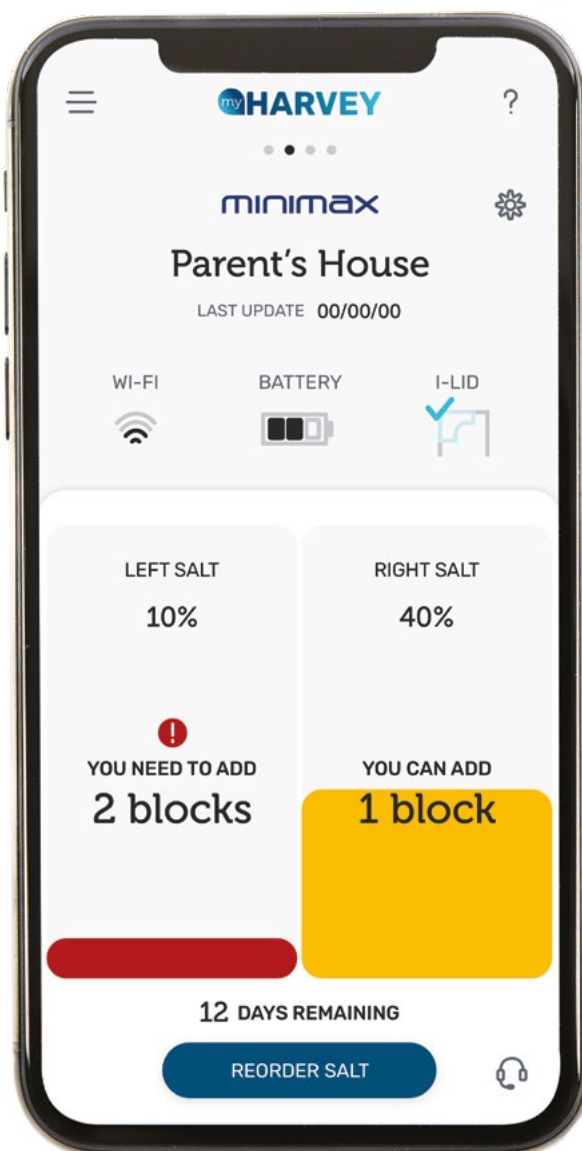 myHARVEY
?
minimax
Parent's House
LAST UPDATE 00/00/00
WI-FI BATTERY I-LID
LEFT SALT
10%
!
YOU NEED TO ADD
2 blocks
RIGHT SALT
40%
YOU CAN ADD
1 block
12 DAYS REMAINING
REORDER SALT